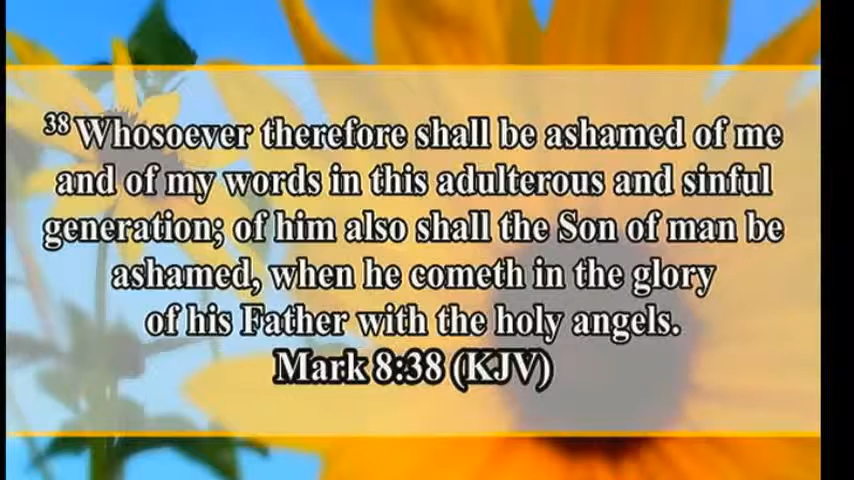 38 Whosoever therefore shall be ashamed of me
and of my words in this adulterous and sinful
generation; of him also shall the Son of man be
ashamed, when he cometh in the glory
of his Father with the holy angels.
Mark 8:38 (KJV)